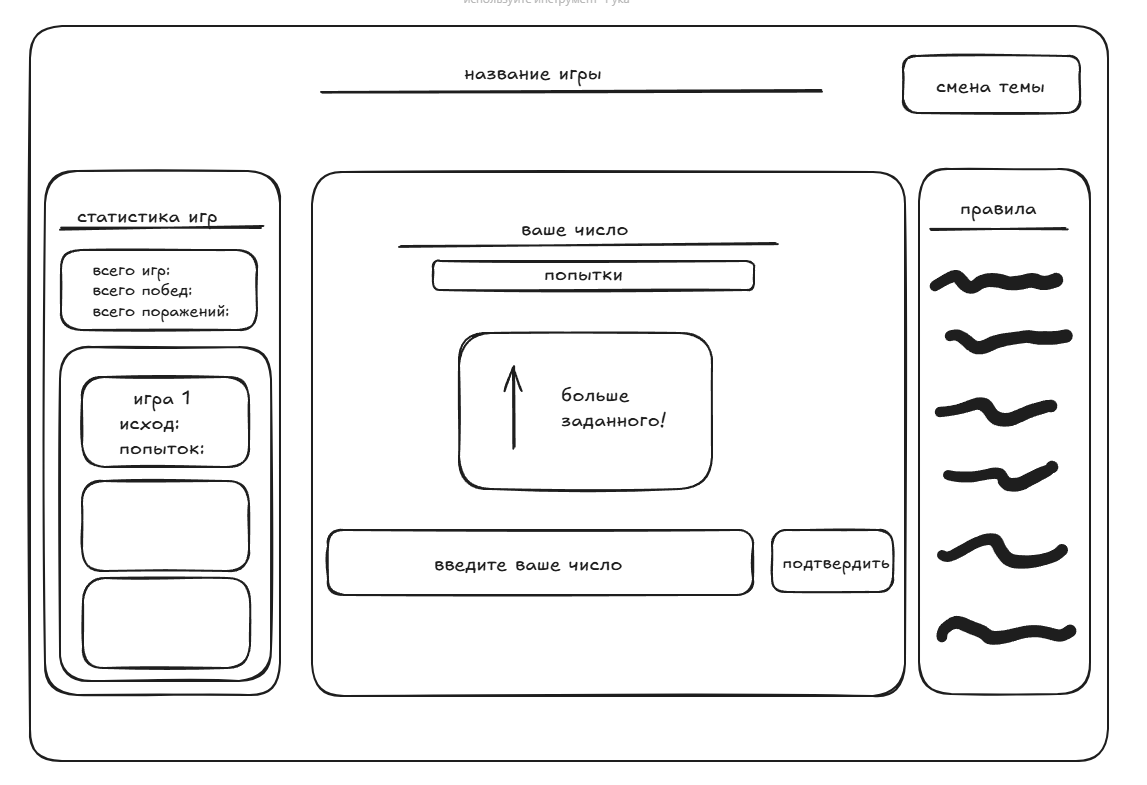 используйте инструмент "Рука"
название игры
смена темы
статистика игр
всего игр:
всего побед:
всего поражений:
игра 1
исход:
попыток:
ваше число
попытки
больше
заданного!
введите ваше число
подтвердить
правила